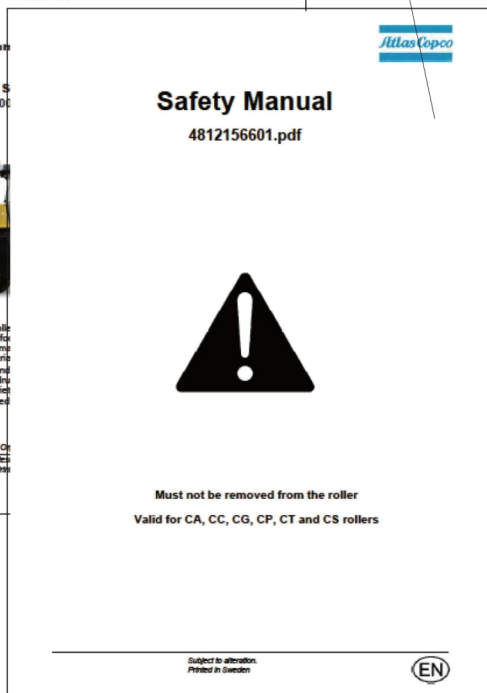 Atlas Copco
Safety Manual
4812156601.pdf
Must not be removed from the roller
Valid for CA, CC, CG, CP, CT and CS rollers
Subject to alteration.
Printed in Sweden
EN